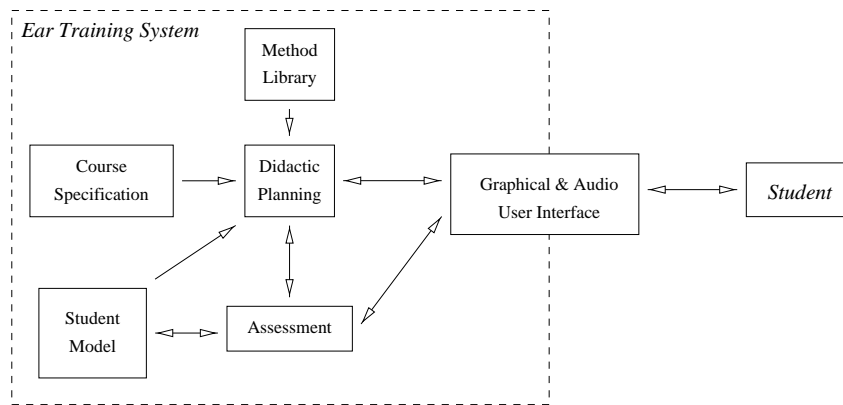 Ear Training System
Method
Library
Course
Specification
Didactic
Planning
Graphical & Audio
User Interface
Student
Student
Model
Assessment